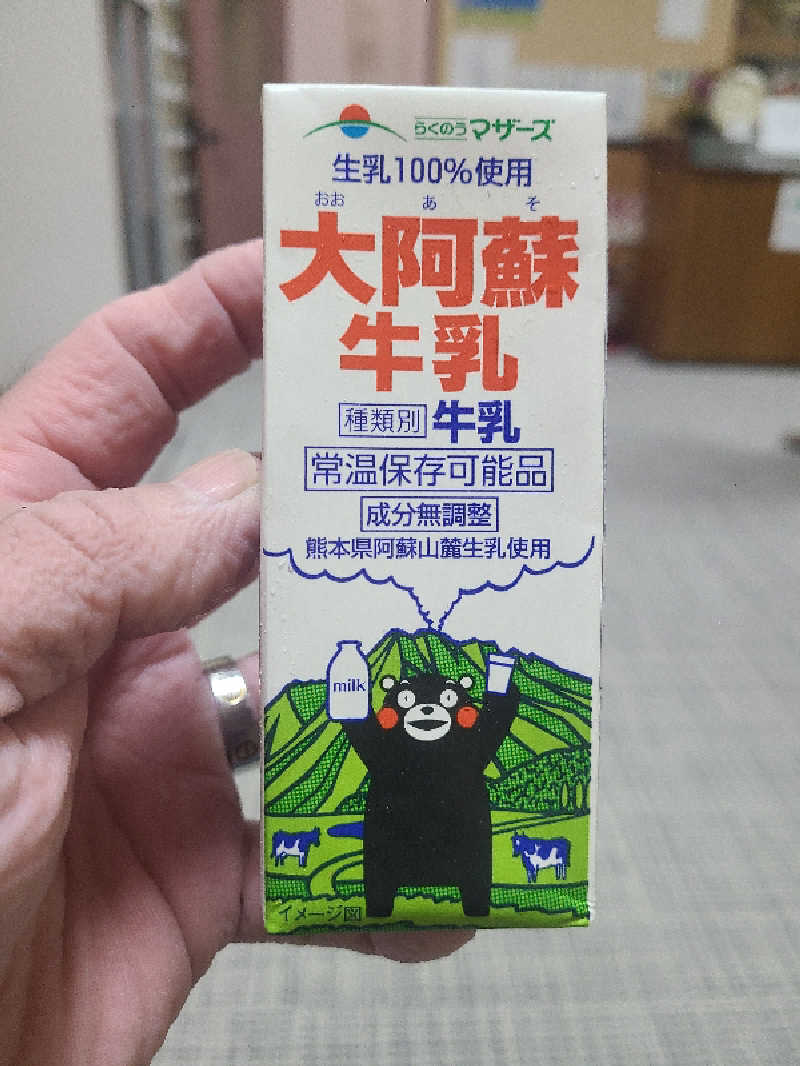 らくのうマザーズ
生乳100%使用
おお あ そ
大阿蘇
牛乳
種類別 牛乳
常温保存可能品
成分無調整
熊本県阿蘇山麓生乳使用
milk
イメージ図